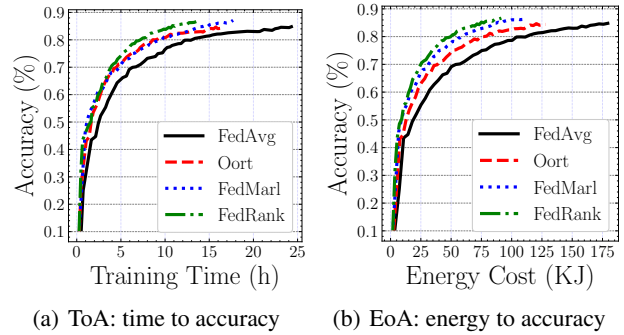 Accuracy (%)
0.9
0.8
0.7
0.6
0.5
0.4
0.3
0.2
0.1
0
5
10
15
20
25
Training Time (h)
FedAvg
Oort
FedMarl
FedRank
(a) ToA: time to accuracy
Accuracy (%)
0.9
0.8
0.7
0.6
0.5
0.4
0.3
0.2
0.1
0
25
50
75
100
125
150
175
Energy Cost (KJ)
FedAvg
Oort
FedMarl
FedRank
(b) EoA: energy to accuracy